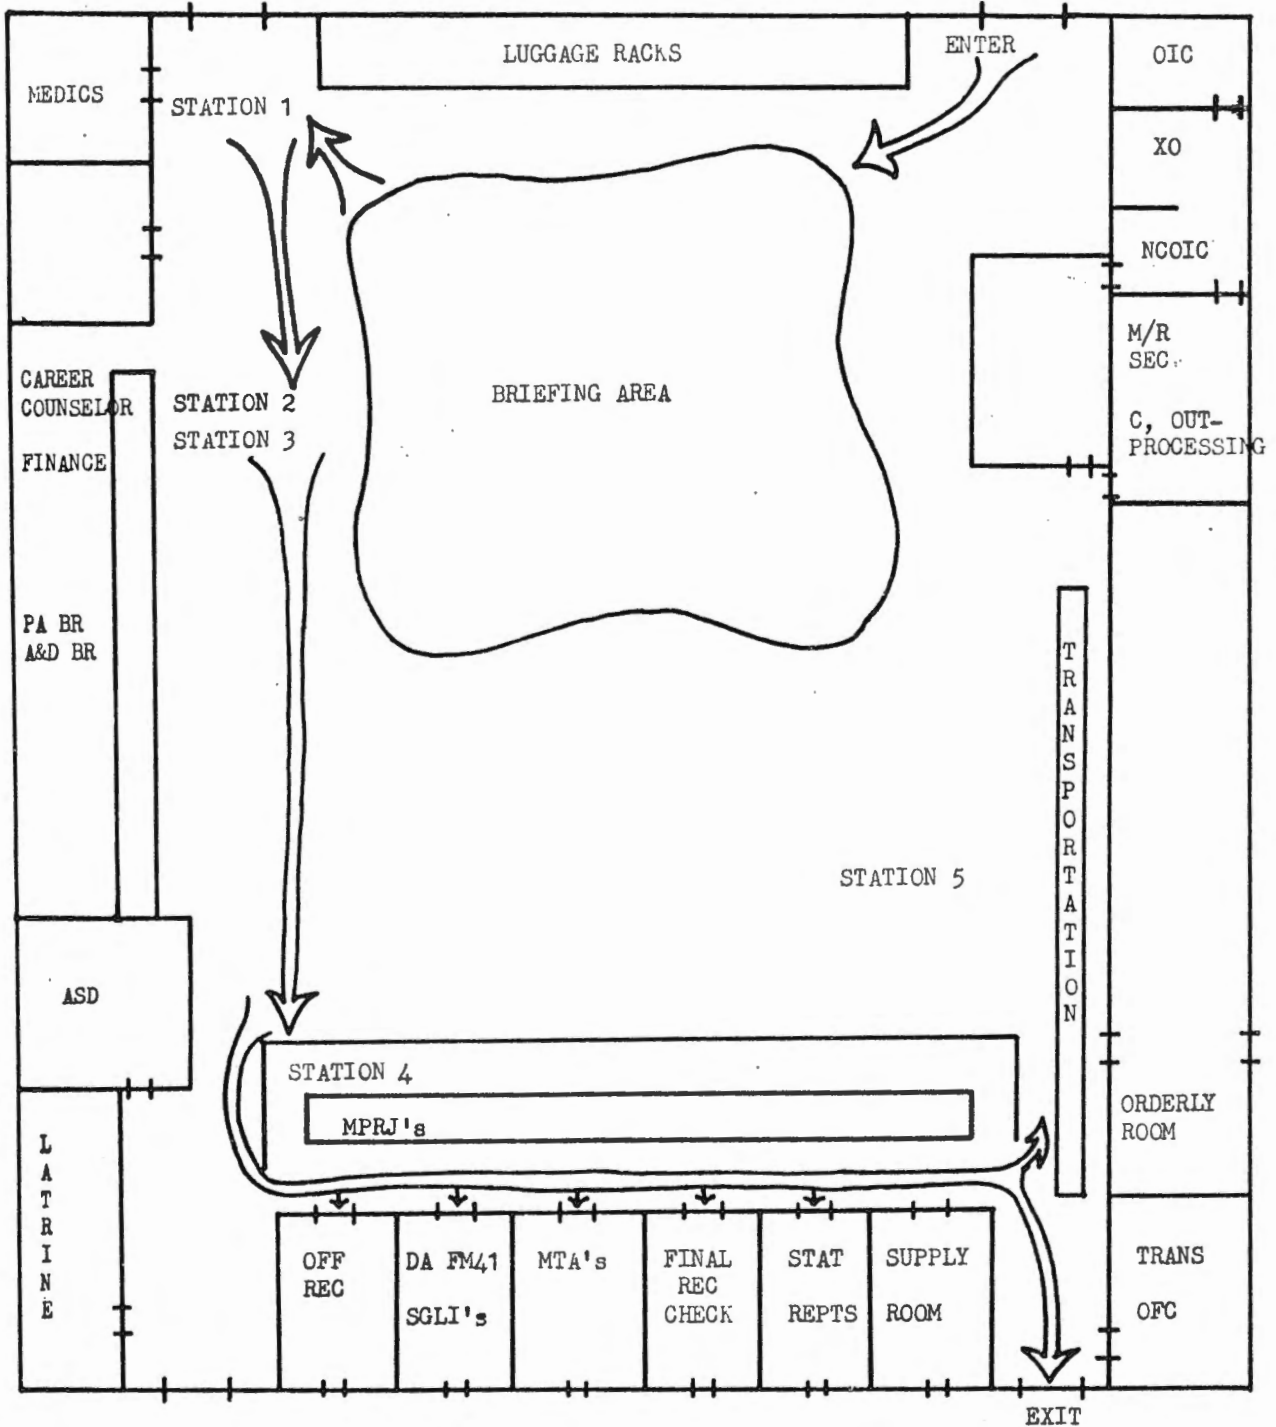 LUGGAGE RACKS
ENTER
OIC
MEDICS
STATION 1
XO
NCOIC
M/R
SEC.
C, OUT-
PROCESSING
CAREER
COUNSELOR
FINANCE
STATION 2
STATION 3
BRIEFING AREA
PA BR
A&D BR
TRANSPORTATION
STATION 5
ASD
STATION 4
MPRJ's
ORDERLY
ROOM
LATRINE
OFF
REC
DA FM41
SGLI's
MTA's
FINAL
REC
CHECK
STAT
REPTS
SUPPLY
ROOM
TRANS
OFC
EXIT